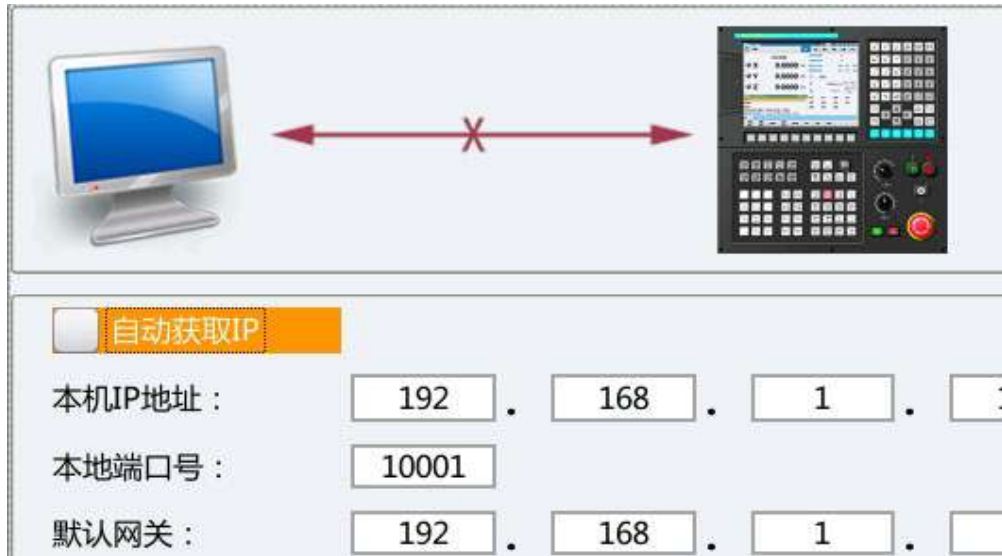 自动获取IP
本机IP地址： 192 . 168 . 1 .
本地端口号： 10001
默认网关： 192 . 168 . 1 .